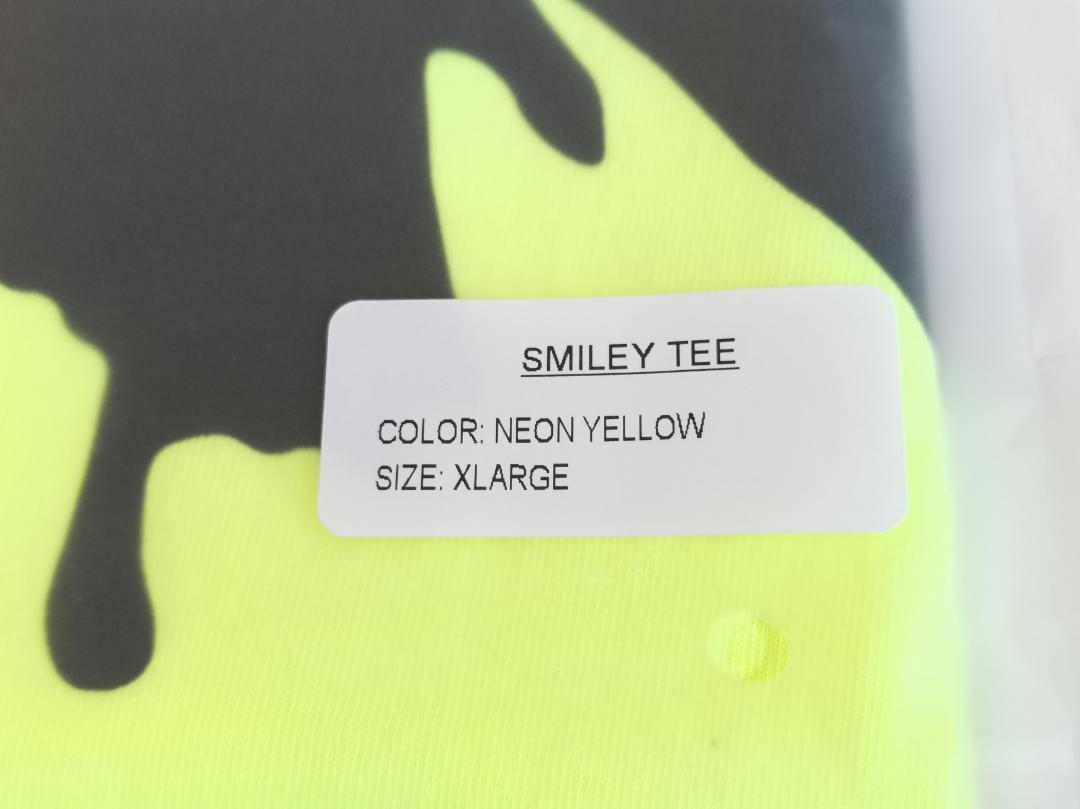 SMILEY TEE
COLOR: NEON YELLOW
SIZE: XLARGE